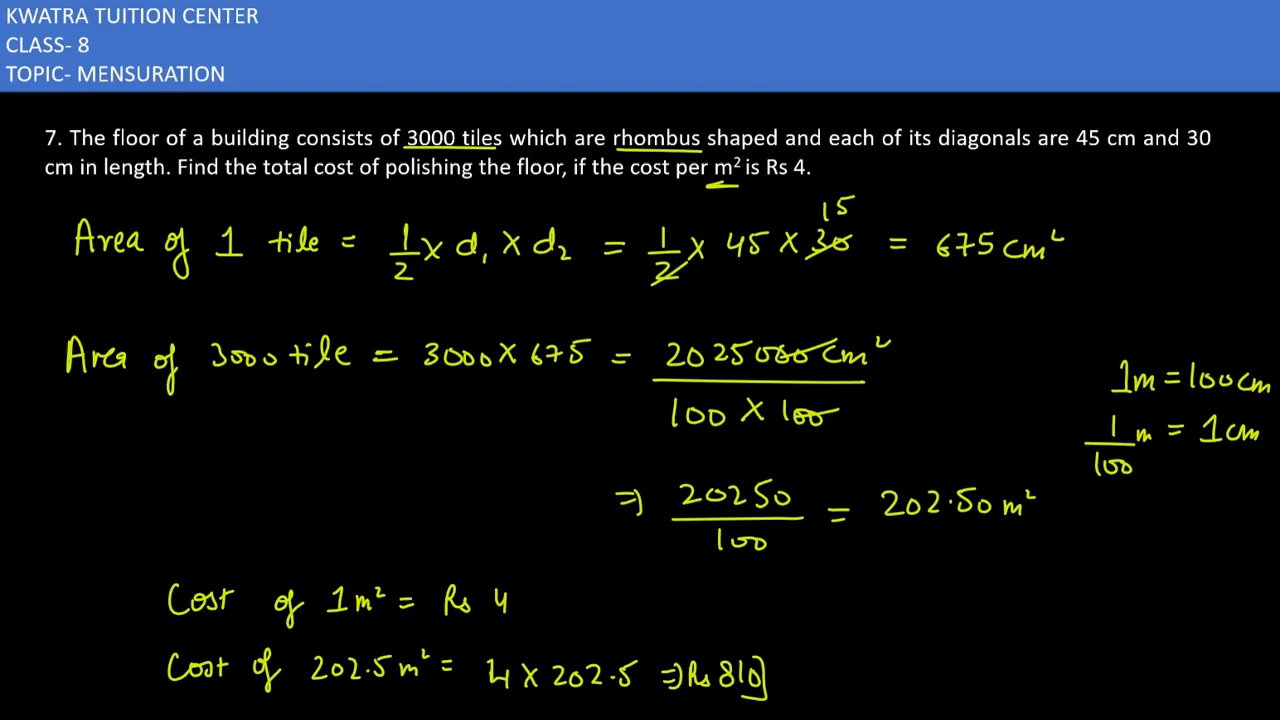 KWATRA TUITION CENTER
CLASS- 8
TOPIC- MENSURATION
7. The floor of a building consists of 3000 tiles which are rhombus shaped and each of its diagonals are 45 cm and 30
cm in length. Find the total cost of polishing the floor, if the cost per m² is Rs 4.
Area of 1 tile = 1/2 × d₁ × d₂ = 1/2 × 45 × 30 15 = 675 cm²
Area of 3000 tile = 3000 × 675 = 2025000 cm² / 100 × 100
1m = 100 cm
1/100 m = 1 cm
⇒ 20250/100 = 202.50 m²
Cost of 1m² = Rs 4
Cost of 202.5 m² = 4 × 202.5 ⇒ Rs 810